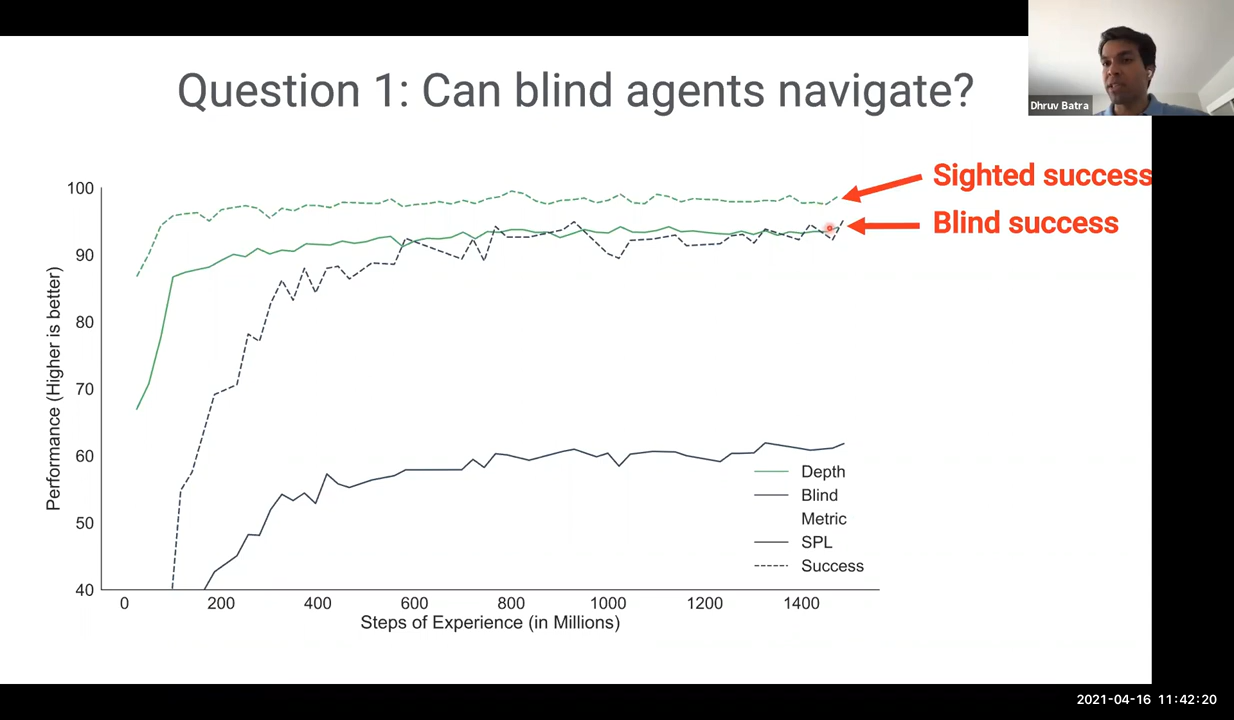 Question 1: Can blind agents navigate?
Dhruv Batra
Sighted success
Blind success
Performance (Higher is better)
100
90
80
70
60
50
40
0 200 400 600 800 1000 1200 1400
Steps of Experience (in Millions)
Depth
Blind
Metric
SPL
Success
2021-04-16 11:42:20